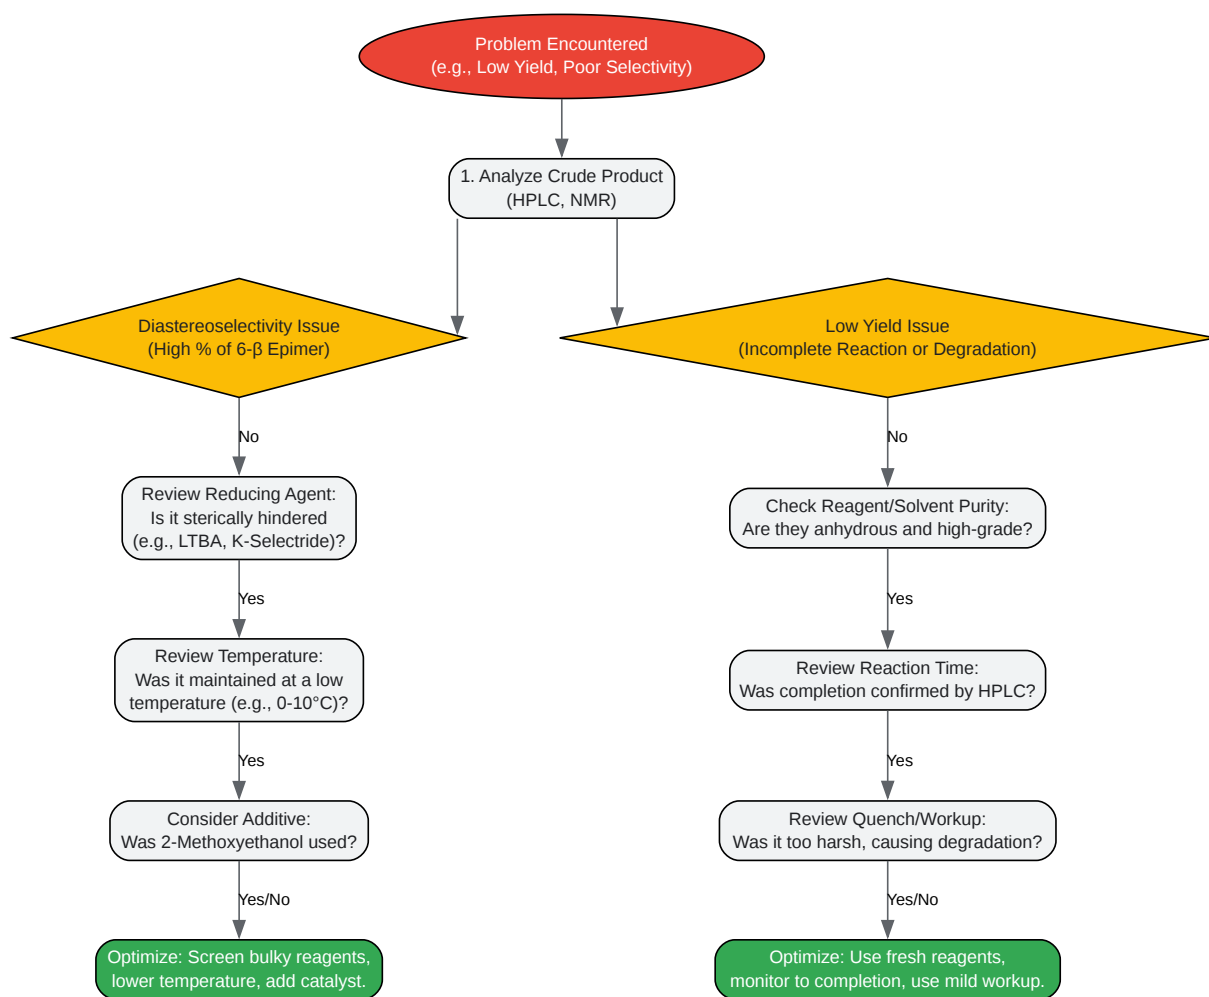 Problem Encountered
(e.g., Low Yield, Poor Selectivity)
1. Analyze Crude Product
(HPLC, NMR)
Diastereoselectivity Issue
(High % of 6-β Epimer)
Low Yield Issue
(Incomplete Reaction or Degradation)
No
No
Review Reducing Agent:
Is it sterically hindered
(e.g., LTBA, K-Selectride)?
Check Reagent/Solvent Purity:
Are they anhydrous and high-grade?
Yes
Yes
Review Temperature:
Was it maintained at a low
temperature (e.g., 0-10°C)?
Review Reaction Time:
Was completion confirmed by HPLC?
Yes
Yes
Consider Additive:
Was 2-Methoxyethanol used?
Review Quench/Workup:
Was it too harsh, causing degradation?
Yes/No
Yes/No
Optimize: Screen bulky reagents,
lower temperature, add catalyst.
Optimize: Use fresh reagents,
monitor to completion, use mild workup.